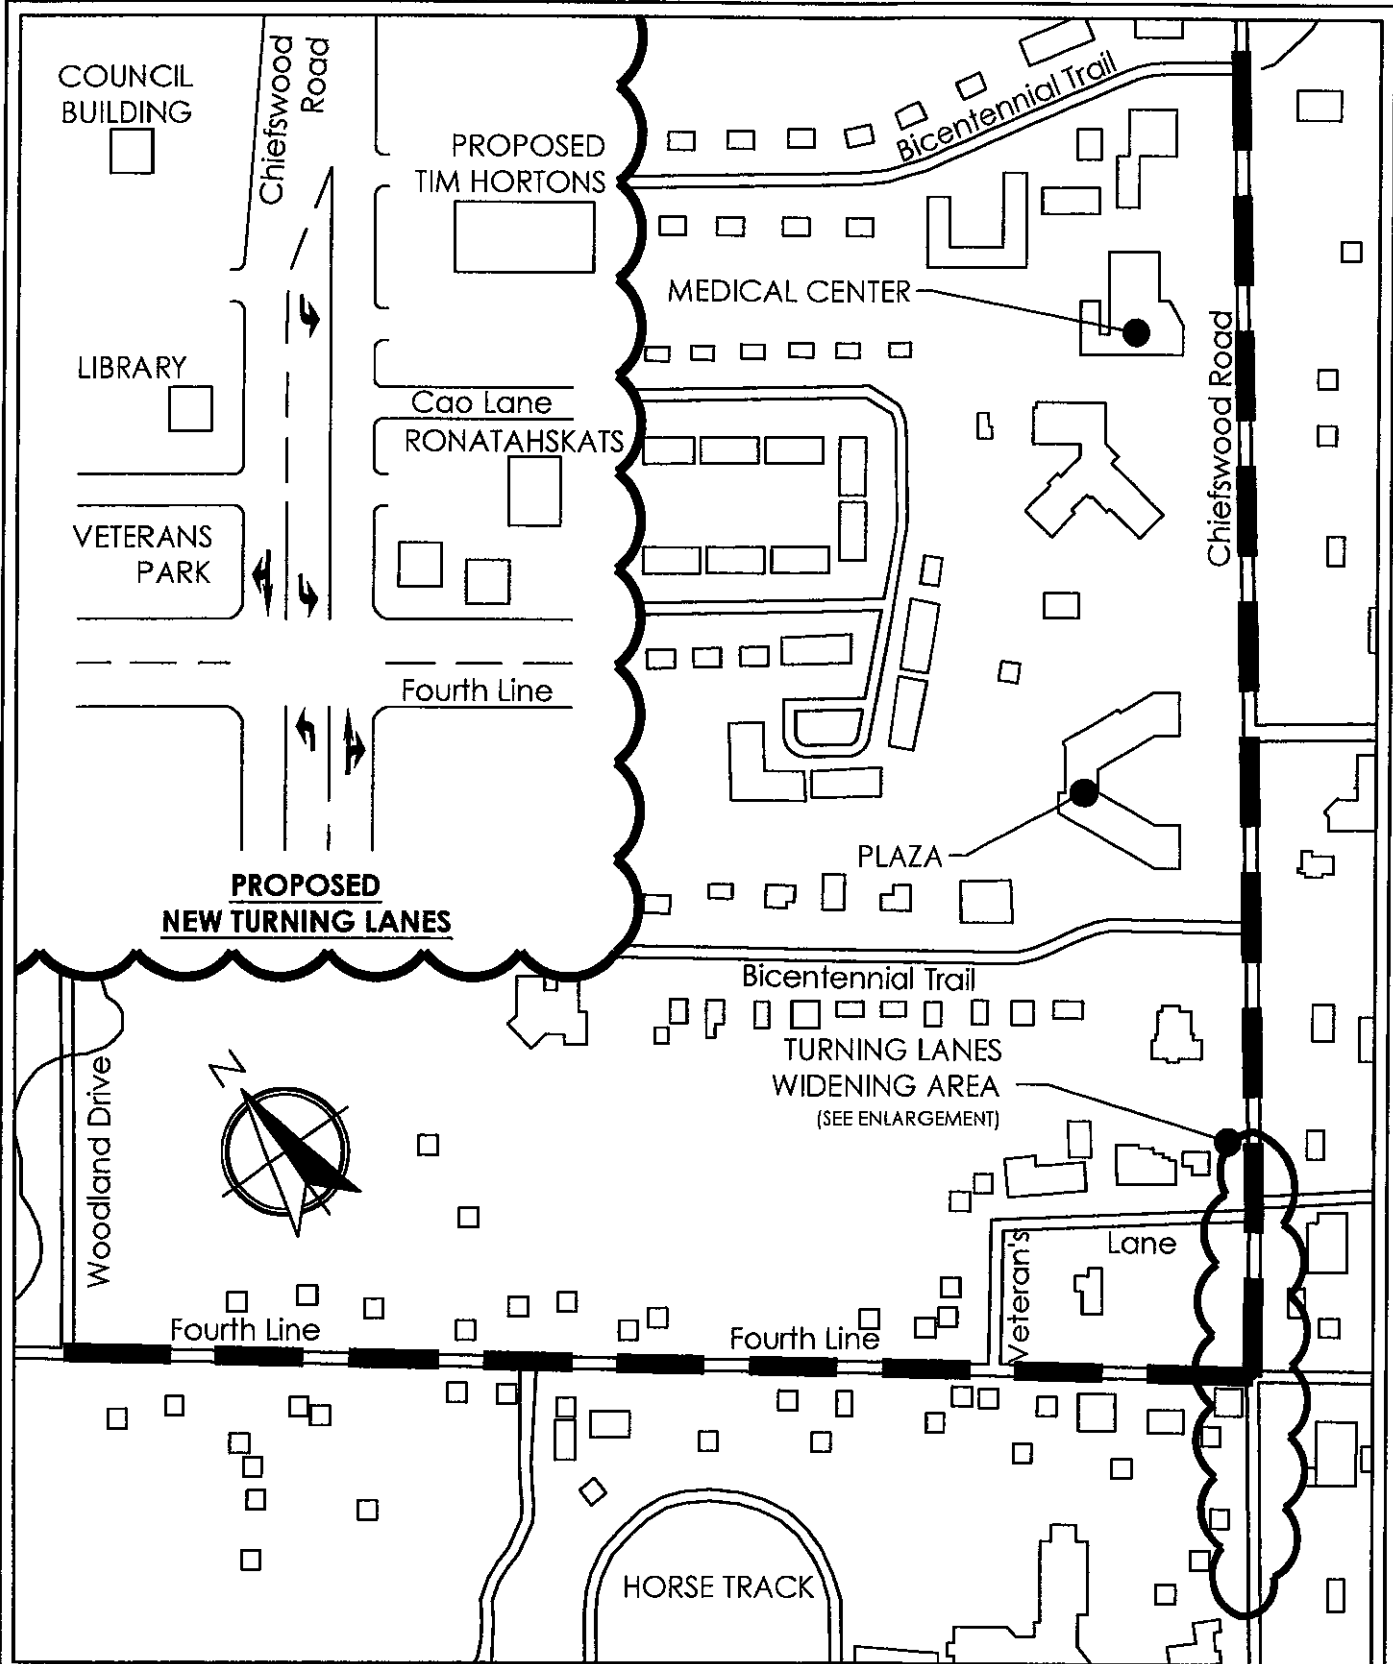 COUNCIL
BUILDING
Chiefswood
Road
PROPOSED
TIM HORTONS
LIBRARY
Cao Lane
RONATAHSKATS
VETERANS
PARK
Fourth Line
PROPOSED
NEW TURNING LANES
Bicentennial Trail
MEDICAL CENTER
Chiefswood Road
PLAZA
Bicentennial Trail
TURNING LANES
WIDENING AREA
(SEE ENLARGEMENT)
N
Woodland Drive
Veteran's
Lane
Fourth Line
Fourth Line
HORSE TRACK